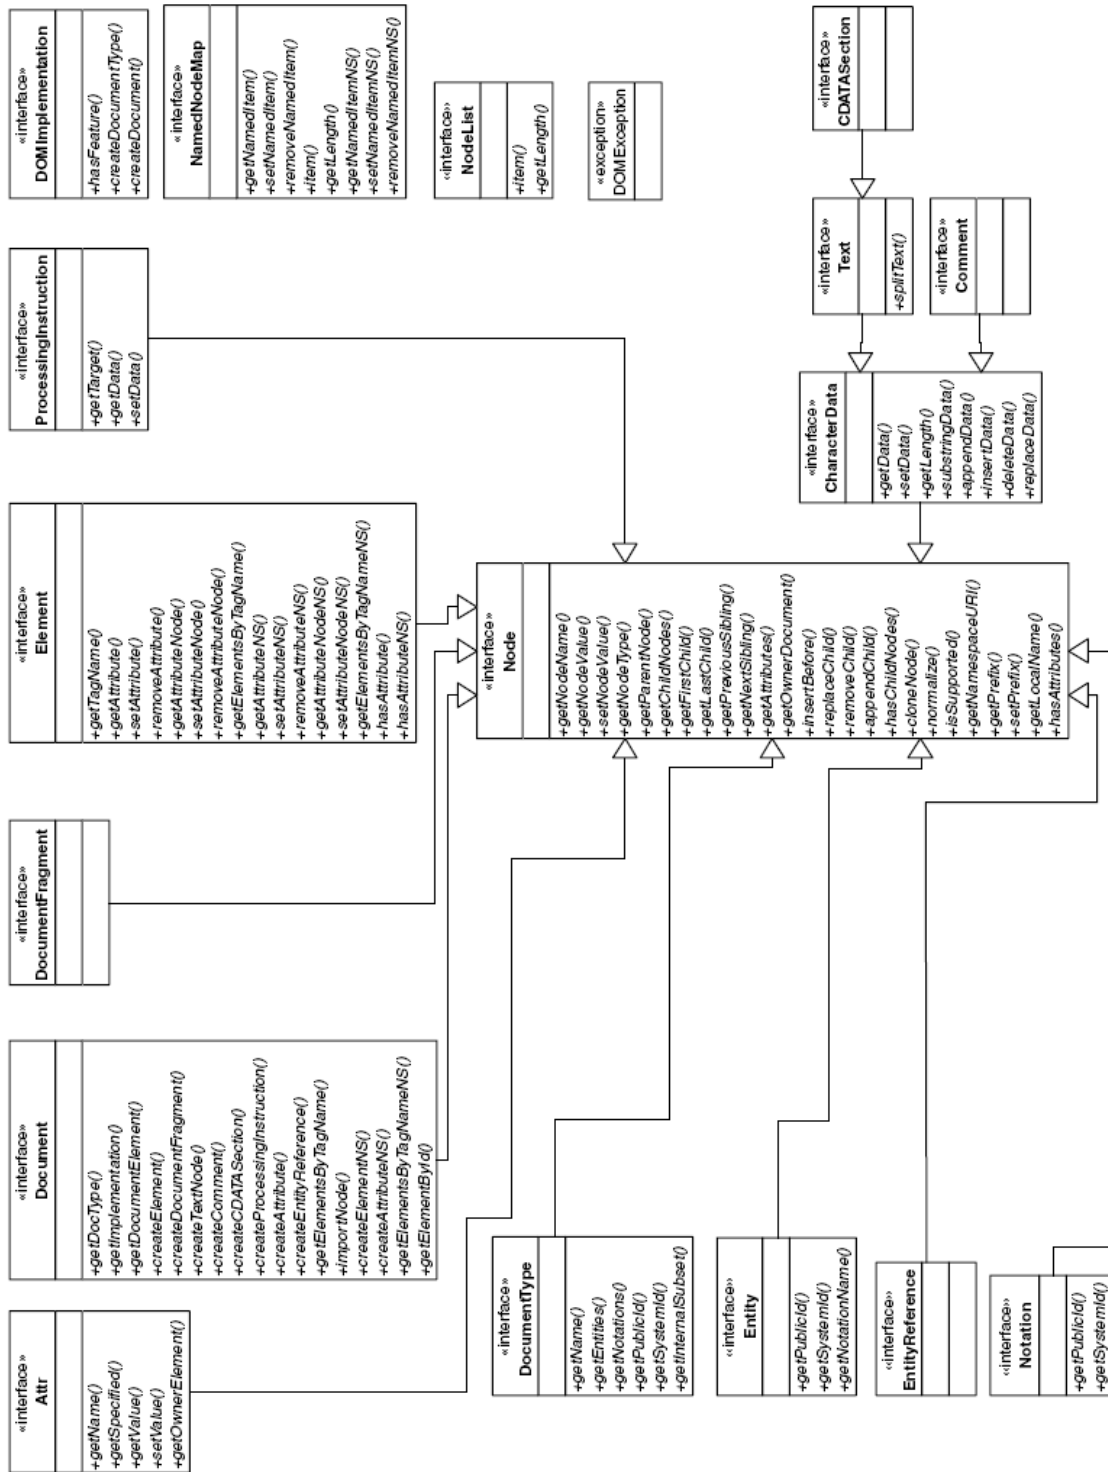 «interface»
Attr
+getName()
+getSpecified()
+getValue()
+setValue()
+getOwnerElement()
«interface»
Document
+getDocType()
+getImplementation()
+getDocumentElement()
+createElement()
+createDocumentFragment()
+createTextNode()
+createComment()
+createCDATASection()
+createProcessingInstruction()
+createAttribute()
+createEntityReference()
+getElementsByTagName()
+importNode()
+createElementNS()
+createAttributeNS()
+getElementsByTagNameNS()
+getElementById()
«interface»
DocumentFragment
«interface»
Element
+getTagName()
+getAttribute()
+setAttribute()
+removeAttribute()
+getAttributeNode()
+setAttributeNode()
+removeAttributeNode()
+getElementsByTagName()
+getAttributeNS()
+setAttributeNS()
+removeAttributeNS()
+getAttributeNodeNS()
+setAttributeNodeNS()
+getElementsByTagNameNS()
+hasAttribute()
+hasAttributeNS()
«interface»
ProcessingInstruction
+getTarget()
+getData()
+setData()
«interface»
DOMImplementation
+hasFeature()
+createDocumentType()
+createDocument()
«interface»
NamedNodeMap
+getNamedItem()
+setNamedItem()
+removeNamedItem()
+item()
+getLength()
+getNamedItemNS()
+setNamedItemNS()
+removeNamedItemNS()
«interface»
NodeList
+item()
+getLength()
«exception»
DOMException
«interface»
Node
+getNodeName()
+getNodeValue()
+setNodeValue()
+getNodeType()
+getParentNode()
+getChildNodes()
+getFirstChild()
+getLastChild()
+getPreviousSibling()
+getNextSibling()
+getAttributes()
+getOwnerDocument()
+insertBefore()
+replaceChild()
+removeChild()
+appendChild()
+hasChildNodes()
+cloneNode()
+normalize()
+isSupported()
+getNamespaceURI()
+getPrefix()
+setPrefix()
+getLocalName()
+hasAttributes()
«interface»
DocumentType
+getName()
+getEntities()
+getNotations()
+getPublicId()
+getSystemId()
+getInternalSubset()
«interface»
Entity
+getPublicId()
+getSystemId()
+getNotationName()
«interface»
EntityReference
«interface»
Notation
+getPublicId()
+getSystemId()
«interface»
CharacterData
+getData()
+setData()
+getLength()
+substringData()
+appendData()
+insertData()
+deleteData()
+replaceData()
«interface»
Text
+splitText()
«interface»
Comment
«interface»
CDATASection